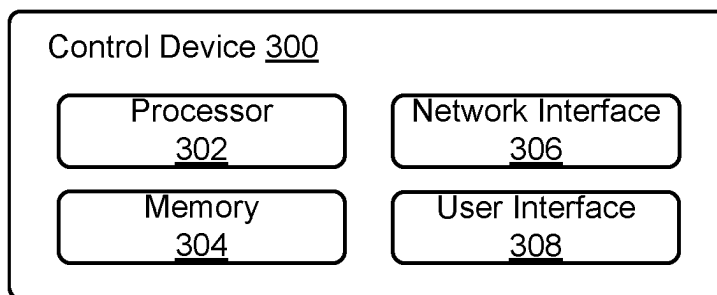 Control Device 300
Processor
302
Network Interface
306
Memory
304
User Interface
308